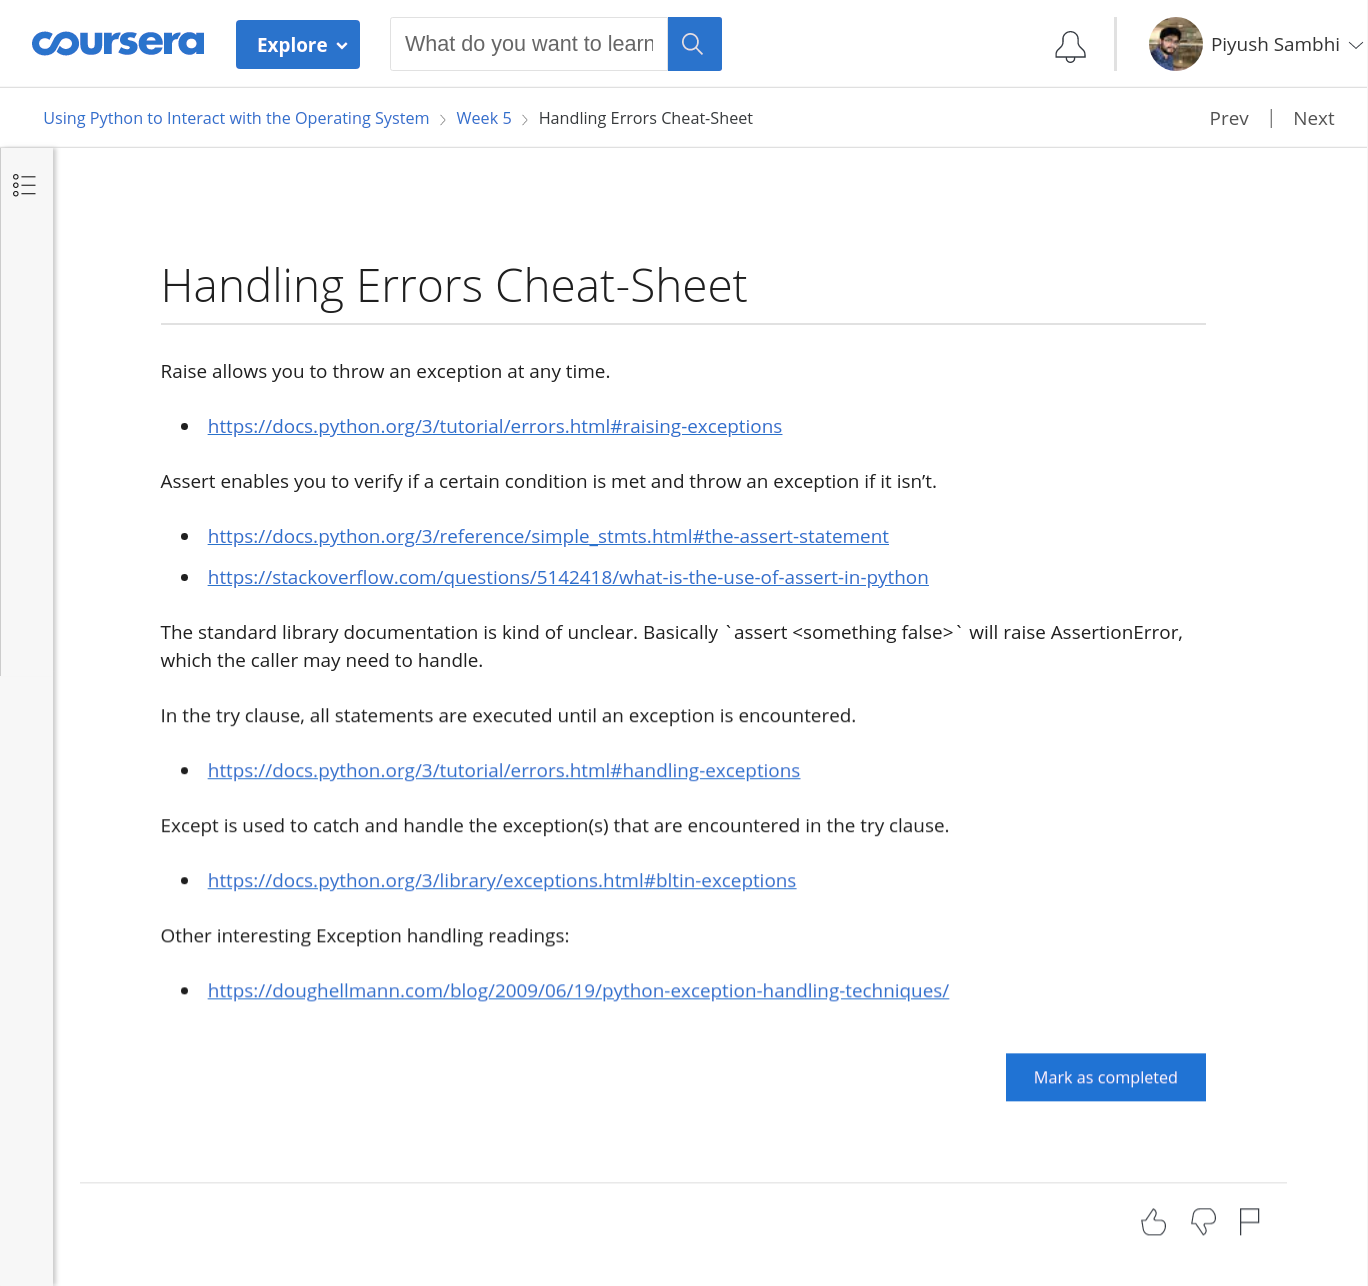 coursera
Explore
What do you want to learn
Piyush Sambhi
Using Python to Interact with the Operating System > Week 5 > Handling Errors Cheat-Sheet
Prev | Next
Handling Errors Cheat-Sheet
Raise allows you to throw an exception at any time.
• https://docs.python.org/3/tutorial/errors.html#raising-exceptions
Assert enables you to verify if a certain condition is met and throw an exception if it isn’t.
• https://docs.python.org/3/reference/simple_stmts.html#the-assert-statement
• https://stackoverflow.com/questions/5142418/what-is-the-use-of-assert-in-python
The standard library documentation is kind of unclear. Basically `assert <something false>` will raise AssertionError,
which the caller may need to handle.
In the try clause, all statements are executed until an exception is encountered.
• https://docs.python.org/3/tutorial/errors.html#handling-exceptions
Except is used to catch and handle the exception(s) that are encountered in the try clause.
• https://docs.python.org/3/library/exceptions.html#bltin-exceptions
Other interesting Exception handling readings:
• https://doughellmann.com/blog/2009/06/19/python-exception-handling-techniques/
Mark as completed